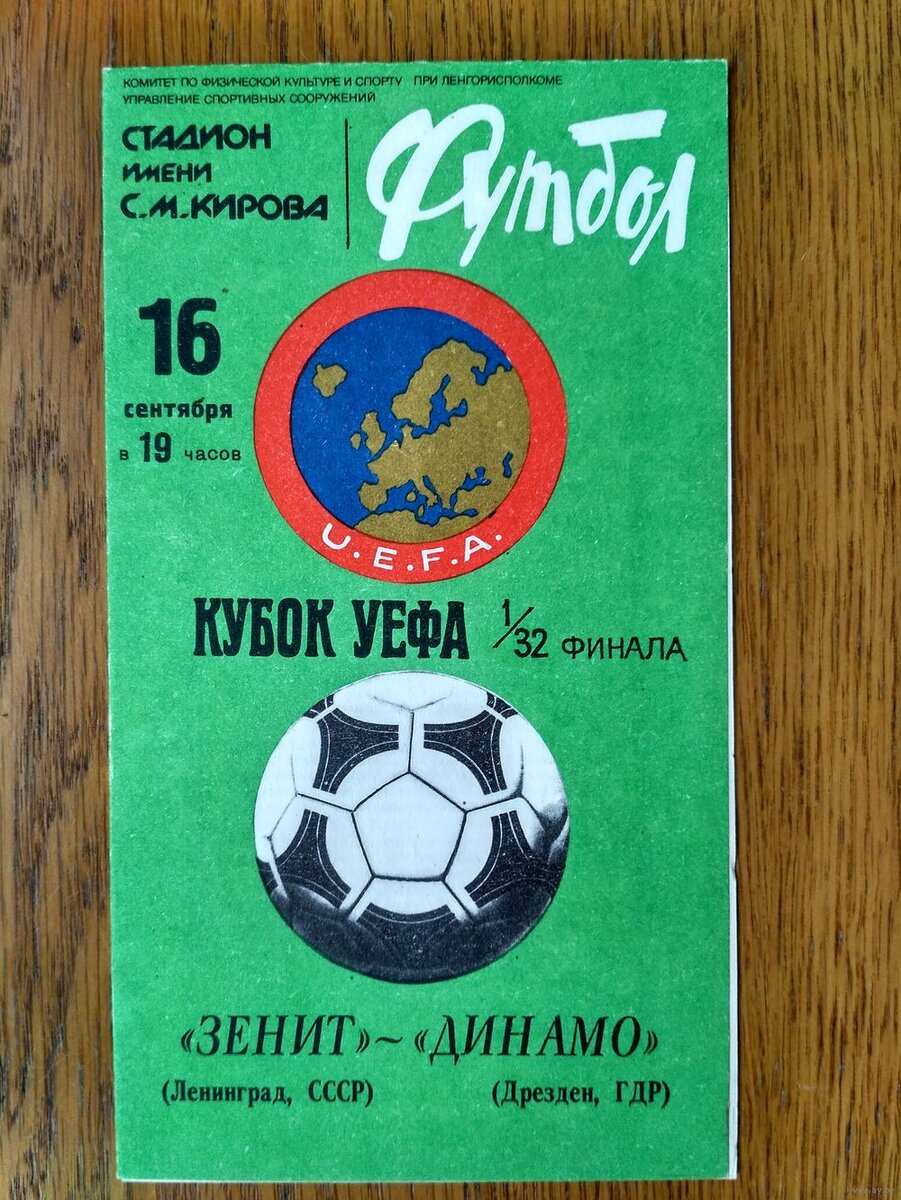 КОМИТЕТ ПО ФИЗИЧЕСКОЙ КУЛЬТУРЕ И СПОРТУ ПРИ ЛЕНГОРИСПОЛКОМЕ
УПРАВЛЕНИЕ СПОРТИВНЫХ СООРУЖЕНИЙ
СТАДИОН
ИМЕНИ
С.М.КИРОВА
Футбол
16
сентября
в 19 часов
U.E.F.A.
КУБОК УЕФА 1/32 ФИНАЛА
«ЗЕНИТ»~«ДИНАМО»
(Ленинград, СССР) (Дрезден, ГДР)